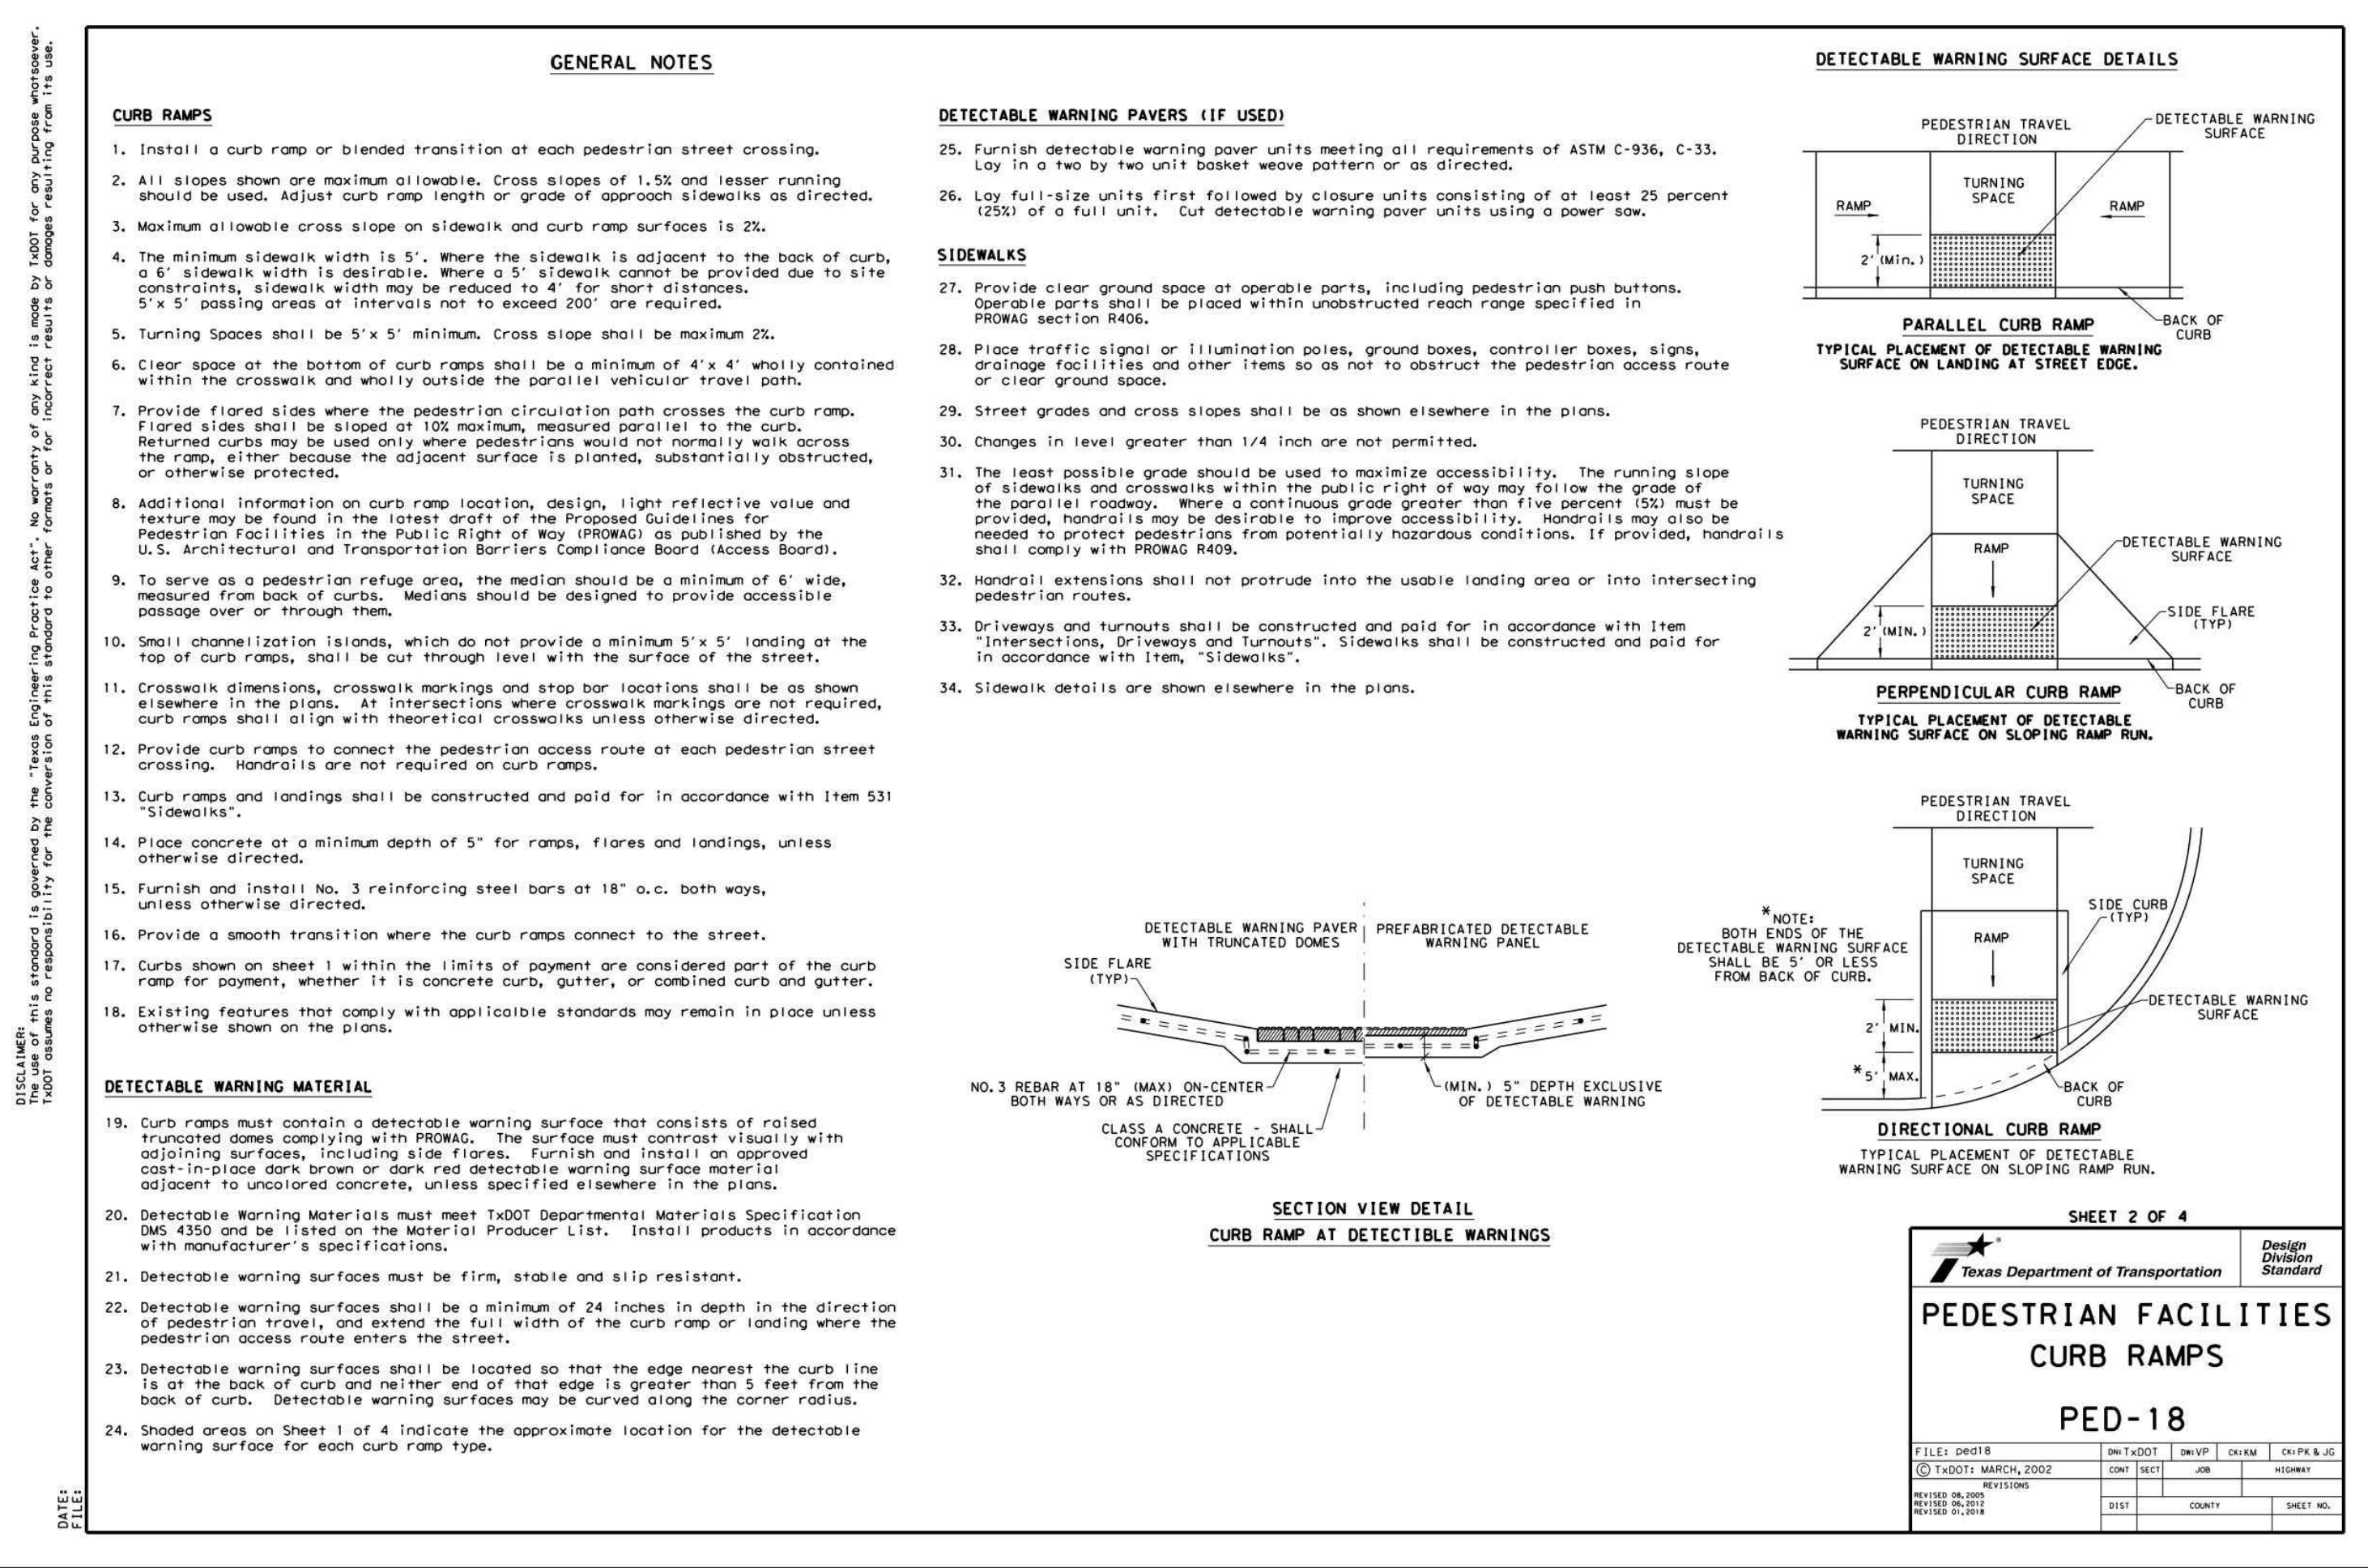 DISCLAIMER:
The use of this standard is governed by the "Texas Engineering Practice Act". No warranty of any kind is made by TxDOT for any purpose whatsoever.
TxDOT assumes no responsibility for the conversion of this standard to other formats or for incorrect results or damages resulting from its use.
DATE:
FILE:
GENERAL NOTES
CURB RAMPS
1. Install a curb ramp or blended transition at each pedestrian street crossing.
2. All slopes shown are maximum allowable. Cross slopes of 1.5% and lesser running
should be used. Adjust curb ramp length or grade of approach sidewalks as directed.
3. Maximum allowable cross slope on sidewalk and curb ramp surfaces is 2%.
4. The minimum sidewalk width is 5'. Where the sidewalk is adjacent to the back of curb,
a 6' sidewalk width is desirable. Where a 5' sidewalk cannot be provided due to site
constraints, sidewalk width may be reduced to 4' for short distances.
5'x 5' passing areas at intervals not to exceed 200' are required.
5. Turning Spaces shall be 5'x 5' minimum. Cross slope shall be maximum 2%.
6. Clear space at the bottom of curb ramps shall be a minimum of 4'x 4' wholly contained
within the crosswalk and wholly outside the parallel vehicular travel path.
7. Provide flared sides where the pedestrian circulation path crosses the curb ramp.
Flared sides shall be sloped at 10% maximum, measured parallel to the curb.
Returned curbs may be used only where pedestrians would not normally walk across
the ramp, either because the adjacent surface is planted, substantially obstructed,
or otherwise protected.
8. Additional information on curb ramp location, design, light reflective value and
texture may be found in the latest draft of the Proposed Guidelines for
Pedestrian Facilities in the Public Right of Way (PROWAG) as published by the
U.S. Architectural and Transportation Barriers Compliance Board (Access Board).
9. To serve as a pedestrian refuge area, the median should be a minimum of 6' wide,
measured from back of curbs. Medians should be designed to provide accessible
passage over or through them.
10. Small channelization islands, which do not provide a minimum 5'x 5' landing at the
top of curb ramps, shall be cut through level with the surface of the street.
11. Crosswalk dimensions, crosswalk markings and stop bar locations shall be as shown
elsewhere in the plans. At intersections where crosswalk markings are not required,
curb ramps shall align with theoretical crosswalks unless otherwise directed.
12. Provide curb ramps to connect the pedestrian access route at each pedestrian street
crossing. Handrails are not required on curb ramps.
13. Curb ramps and landings shall be constructed and paid for in accordance with Item 531
"Sidewalks".
14. Place concrete at a minimum depth of 5" for ramps, flares and landings, unless
otherwise directed.
15. Furnish and install No. 3 reinforcing steel bars at 18" o.c. both ways,
unless otherwise directed.
16. Provide a smooth transition where the curb ramps connect to the street.
17. Curbs shown on sheet 1 within the limits of payment are considered part of the curb
ramp for payment, whether it is concrete curb, gutter, or combined curb and gutter.
18. Existing features that comply with applicalble standards may remain in place unless
otherwise shown on the plans.
DETECTABLE WARNING MATERIAL
19. Curb ramps must contain a detectable warning surface that consists of raised
truncated domes complying with PROWAG. The surface must contrast visually with
adjoining surfaces, including side flares. Furnish and install an approved
cast-in-place dark brown or dark red detectable warning surface material
adjacent to uncolored concrete, unless specified elsewhere in the plans.
20. Detectable Warning Materials must meet TxDOT Departmental Materials Specification
DMS 4350 and be listed on the Material Producer List. Install products in accordance
with manufacturer's specifications.
21. Detectable warning surfaces must be firm, stable and slip resistant.
22. Detectable warning surfaces shall be a minimum of 24 inches in depth in the direction
of pedestrian travel, and extend the full width of the curb ramp or landing where the
pedestrian access route enters the street.
23. Detectable warning surfaces shall be located so that the edge nearest the curb line
is at the back of curb and neither end of that edge is greater than 5 feet from the
back of curb. Detectable warning surfaces may be curved along the corner radius.
24. Shaded areas on Sheet 1 of 4 indicate the approximate location for the detectable
warning surface for each curb ramp type.
DETECTABLE WARNING PAVERS (IF USED)
25. Furnish detectable warning paver units meeting all requirements of ASTM C-936, C-33.
Lay in a two by two unit basket weave pattern or as directed.
26. Lay full-size units first followed by closure units consisting of at least 25 percent
(25%) of a full unit. Cut detectable warning paver units using a power saw.
SIDEWALKS
27. Provide clear ground space at operable parts, including pedestrian push buttons.
Operable parts shall be placed within unobstructed reach range specified in
PROWAG section R406.
28. Place traffic signal or illumination poles, ground boxes, controller boxes, signs,
drainage facilities and other items so as not to obstruct the pedestrian access route
or clear ground space.
29. Street grades and cross slopes shall be as shown elsewhere in the plans.
30. Changes in level greater than 1/4 inch are not permitted.
31. The least possible grade should be used to maximize accessibility. The running slope
of sidewalks and crosswalks within the public right of way may follow the grade of
the parallel roadway. Where a continuous grade greater than five percent (5%) must be
provided, handrails may be desirable to improve accessibility. Handrails may also be
needed to protect pedestrians from potentially hazardous conditions. If provided, handrails
shall comply with PROWAG R409.
32. Handrail extensions shall not protrude into the usable landing area or into intersecting
pedestrian routes.
33. Driveways and turnouts shall be constructed and paid for in accordance with Item
"Intersections, Driveways and Turnouts". Sidewalks shall be constructed and paid for
in accordance with Item, "Sidewalks".
34. Sidewalk details are shown elsewhere in the plans.
DETECTABLE WARNING PAVER
WITH TRUNCATED DOMES
PREFABRICATED DETECTABLE
WARNING PANEL
SIDE FLARE
(TYP)
NO.3 REBAR AT 18" (MAX) ON-CENTER
BOTH WAYS OR AS DIRECTED
(MIN.) 5" DEPTH EXCLUSIVE
OF DETECTABLE WARNING
CLASS A CONCRETE - SHALL
CONFORM TO APPLICABLE
SPECIFICATIONS
SECTION VIEW DETAIL
CURB RAMP AT DETECTIBLE WARNINGS
DETECTABLE WARNING SURFACE DETAILS
PEDESTRIAN TRAVEL
DIRECTION
DETECTABLE WARNING
SURFACE
TURNING
SPACE
RAMP
RAMP
2' (Min.)
BACK OF
CURB
PARALLEL CURB RAMP
TYPICAL PLACEMENT OF DETECTABLE WARNING
SURFACE ON LANDING AT STREET EDGE.
PEDESTRIAN TRAVEL
DIRECTION
TURNING
SPACE
RAMP
DETECTABLE WARNING
SURFACE
SIDE FLARE
(TYP)
2' (MIN.)
BACK OF
CURB
PERPENDICULAR CURB RAMP
TYPICAL PLACEMENT OF DETECTABLE
WARNING SURFACE ON SLOPING RAMP RUN.
PEDESTRIAN TRAVEL
DIRECTION
TURNING
SPACE
SIDE CURB
(TYP)
RAMP
* NOTE:
BOTH ENDS OF THE
DETECTABLE WARNING SURFACE
SHALL BE 5' OR LESS
FROM BACK OF CURB.
DETECTABLE WARNING
SURFACE
2' MIN.
* 5' MAX.
BACK OF
CURB
DIRECTIONAL CURB RAMP
TYPICAL PLACEMENT OF DETECTABLE
WARNING SURFACE ON SLOPING RAMP RUN.
SHEET 2 OF 4
®
Texas Department of Transportation
Design
Division
Standard
PEDESTRIAN FACILITIES
CURB RAMPS
PED-18
FILE: ped18
DN: TxDOT
DW: VP
CK: KM
CK: PK & JG
© TxDOT: MARCH, 2002
CONT
SECT
JOB
HIGHWAY
REVISIONS
REVISED 08,2005
REVISED 06,2012
REVISED 01,2018
DIST
COUNTY
SHEET NO.